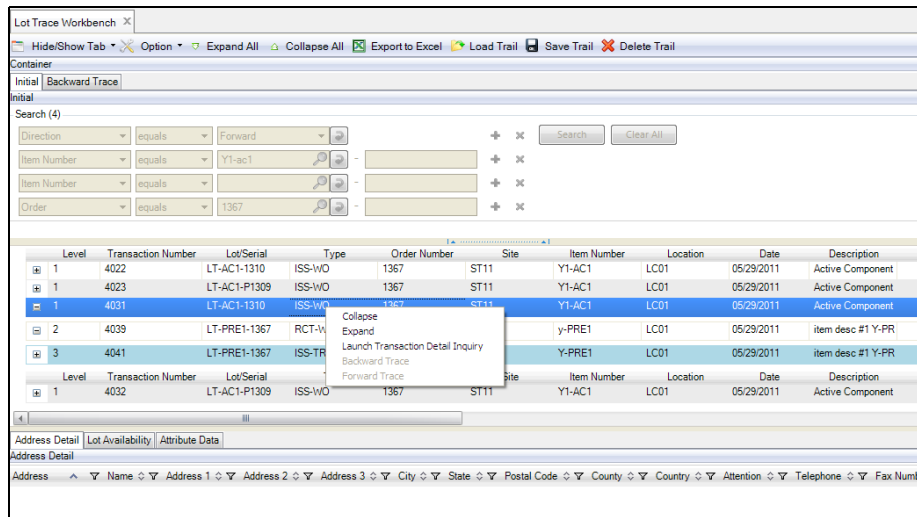 Lot Trace Workbench X
Hide/Show Tab Option Expand All Collapse All Export to Excel Load Trail Save Trail Delete Trail
Container
Initial Backward Trace
Initial
Search (4)
Direction equals Forward Search Clear All
Item Number equals Y1-ac1 -
Item Number equals -
Order equals 1367 -
Level Transaction Number Lot/Serial Type Order Number Site Item Number Location Date Description
1 4022 LT-AC1-1310 ISS-WO 1367 ST11 Y1-AC1 LC01 05/29/2011 Active Component
1 4023 LT-AC1-P1309 ISS-WO 1367 ST11 Y1-AC1 LC01 05/29/2011 Active Component
1 4031 LT-AC1-1310 ISS-WO 1367 ST11 Y1-AC1 LC01 05/29/2011 Active Component
Collapse
2 4039 LT-PRE1-1367 RCT-W Expand y-PRE1 LC01 05/29/2011 item desc #1 Y-PR
Launch Transaction Detail Inquiry
3 4041 LT-PRE1-1367 ISS-TR Y-PRE1 LC01 05/29/2011 item desc #1 Y-PR
Backward Trace
Forward Trace
Level Transaction Number Lot/Serial Site Item Number Location Date Description
1 4032 LT-AC1-P1309 ISS-WO 1367 ST11 Y1-AC1 LC01 05/29/2011 Active Component
Address Detail Lot Availability Attribute Data
Address Detail
Address Name Address 1 Address 2 Address 3 City State Postal Code County Country Attention Telephone Fax Numb